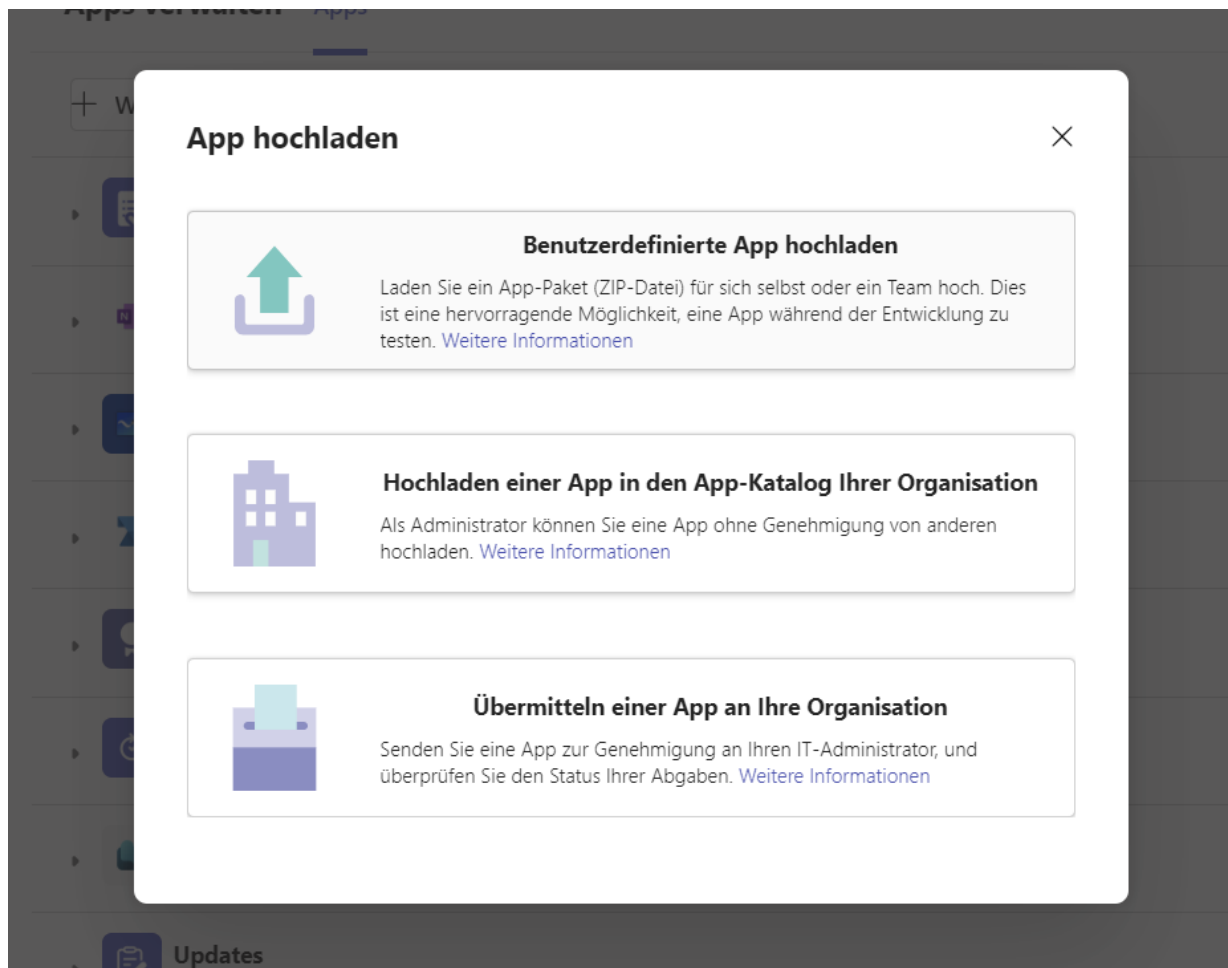 Apps verwalten Apps
App hochladen
Benutzerdefinierte App hochladen
Laden Sie ein App-Paket (ZIP-Datei) für sich selbst oder ein Team hoch. Dies
ist eine hervorragende Möglichkeit, eine App während der Entwicklung zu
testen. Weitere Informationen
Hochladen einer App in den App-Katalog Ihrer Organisation
Als Administrator können Sie eine App ohne Genehmigung von anderen
hochladen. Weitere Informationen
Übermitteln einer App an Ihre Organisation
Senden Sie eine App zur Genehmigung an Ihren IT-Administrator, und
überprüfen Sie den Status Ihrer Abgaben. Weitere Informationen
Updates